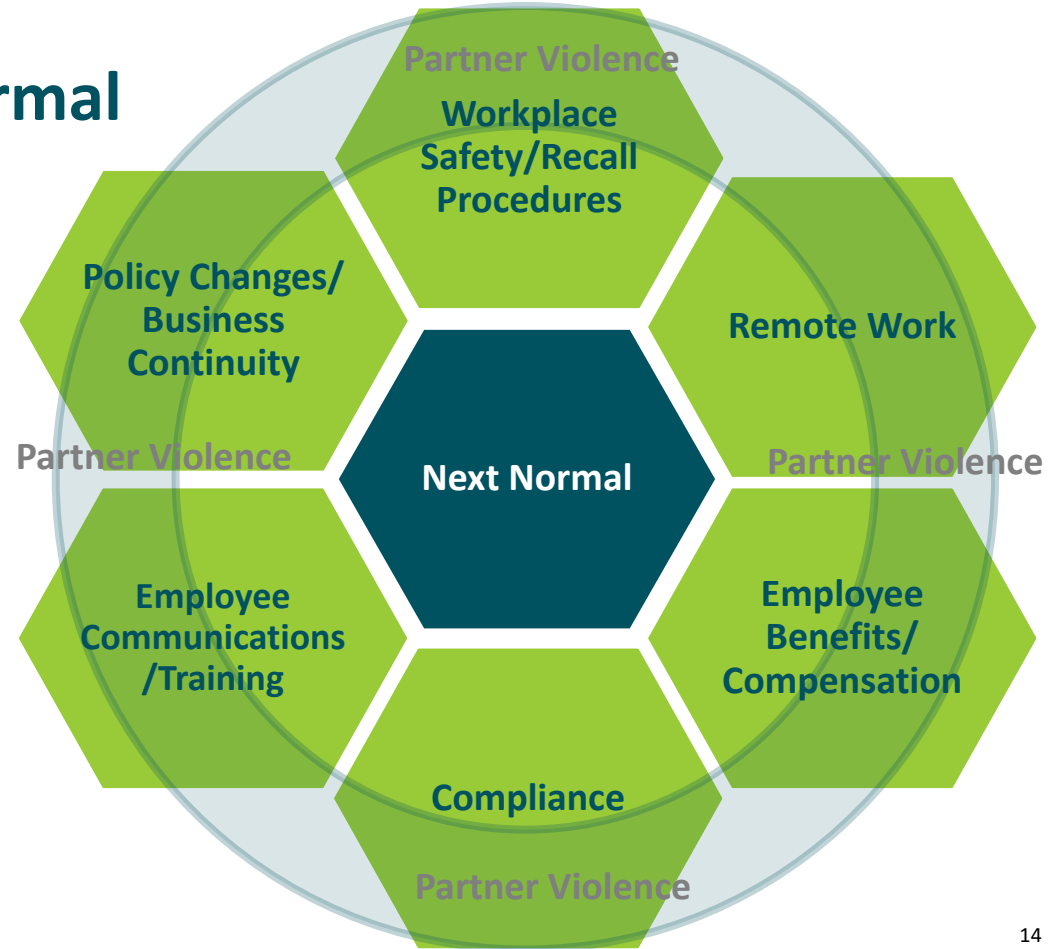 rmal
Partner Violence
Workplace
Safety/Recall
Procedures
Policy Changes/
Business
Continuity
Remote Work
Partner Violence
Next Normal
Partner Violence
Employee
Communications
/Training
Employee
Benefits/
Compensation
Compliance
Partner Violence
14